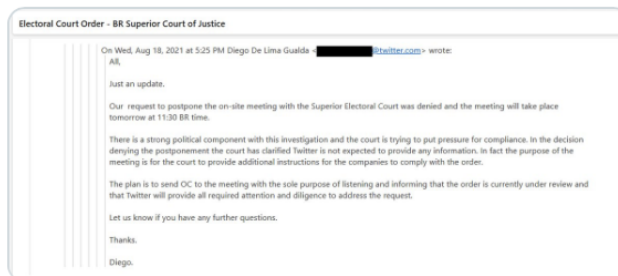 Electoral Court Order - BR Superior Court of Justice
On Wed, Aug 18, 2021 at 5:25 PM Diego De Lima Gualda < @twitter.com> wrote:
All,
Just an update.
Our request to postpone the on-site meeting with the Superior Electoral Court was denied and the meeting will take place
tomorrow at 11:30 BR time.
There is a strong political component with this investigation and the court is trying to put pressure for compliance. In the decision
denying the postponement the court has clarified Twitter is not expected to provide any information. In fact the purpose of the
meeting is for the court to provide additional instructions for the companies to comply with the order.
The plan is to send OC to the meeting with the sole purpose of listening and informing that the order is currently under review and
that Twitter will provide all required attention and diligence to address the request.
Let us know if you have any further questions.
Thanks.
Diego.